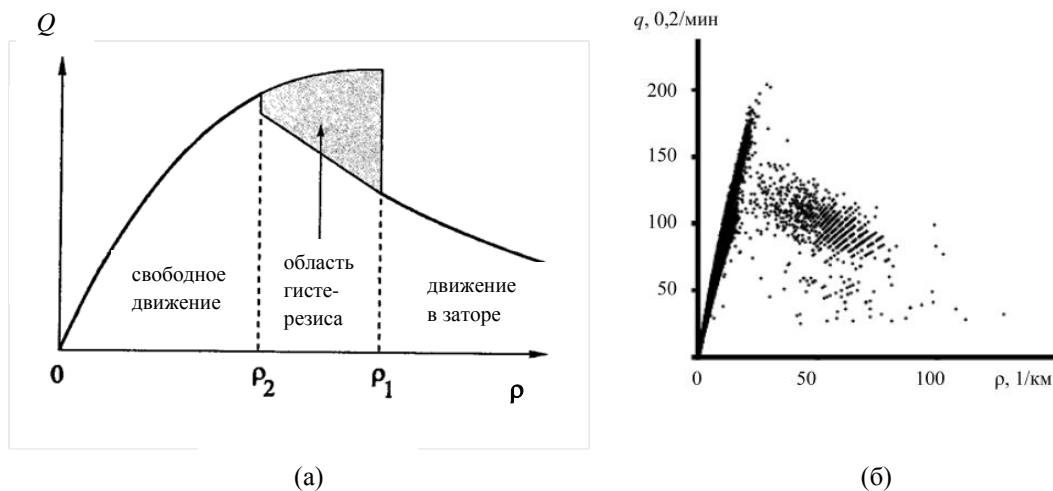 Q
свободное
движение
область
гисте-
резиса
движение
в заторе
0
ρ2
ρ1
ρ
(а)
q, 0,2/мин
200
150
100
50
0
50
100
ρ, 1/км
(б)